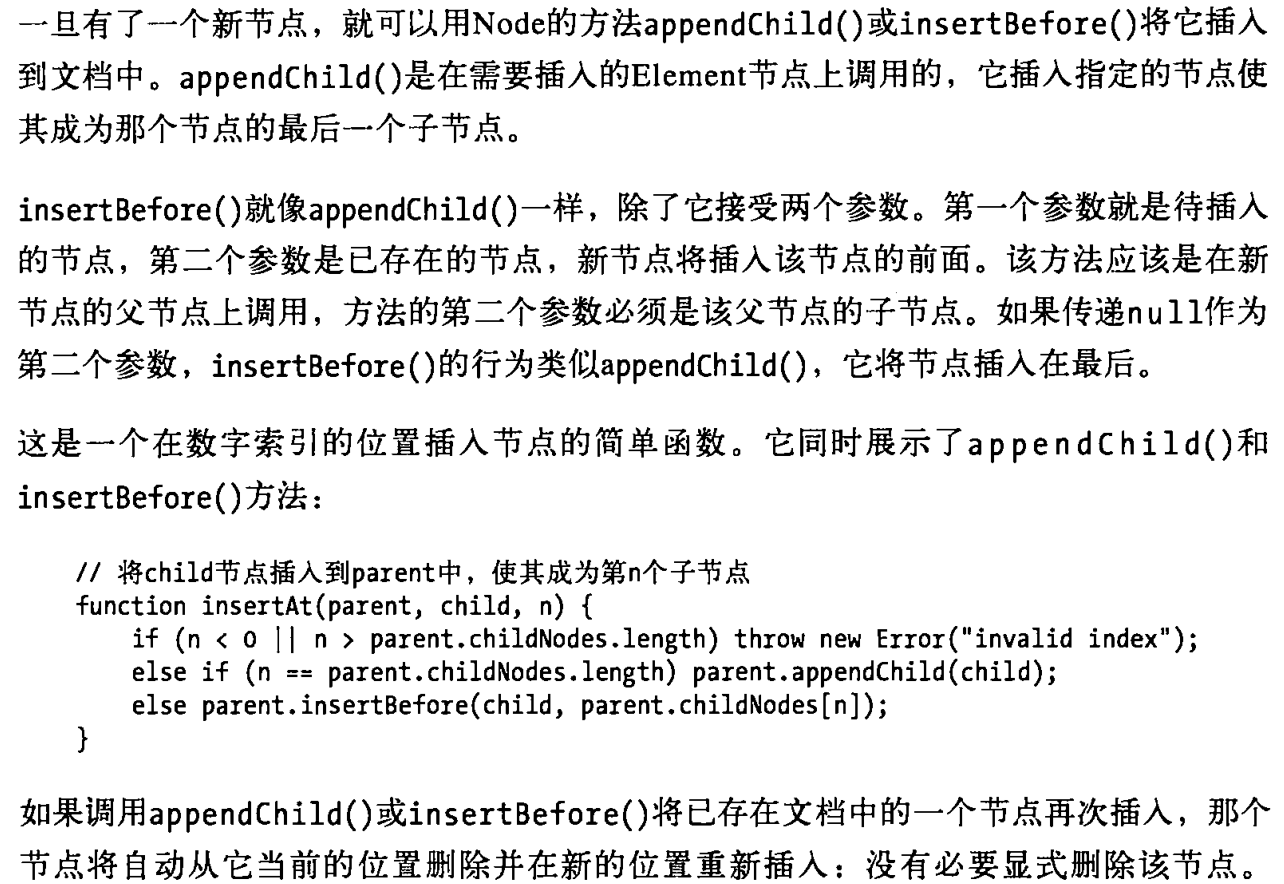 一旦有了一个新节点，就可以用Node的方法appendChild()或insertBefore()将它插入
到文档中。appendChild()是在需要插入的Element节点上调用的，它插入指定的节点使
其成为那个节点的最后一个子节点。
insertBefore()就像appendChild()一样，除了它接受两个参数。第一个参数就是待插入
的节点，第二个参数是已存在的节点，新节点将插入该节点的前面。该方法应该是在新
节点的父节点上调用，方法的第二个参数必须是该父节点的子节点。如果传递null作为
第二个参数，insertBefore()的行为类似appendChild()，它将节点插入在最后。
这是一个在数字索引的位置插入节点的简单函数。它同时展示了appendChild()和
insertBefore()方法：
// 将child节点插入到parent中，使其成为第n个子节点
function insertAt(parent, child, n) {
    if (n < 0 || n > parent.childNodes.length) throw new Error("invalid index");
    else if (n == parent.childNodes.length) parent.appendChild(child);
    else parent.insertBefore(child, parent.childNodes[n]);
}
如果调用appendChild()或insertBefore()将已存在文档中的一个节点再次插入，那个
节点将自动从它当前的位置删除并在新的位置重新插入：没有必要显式删除该节点。